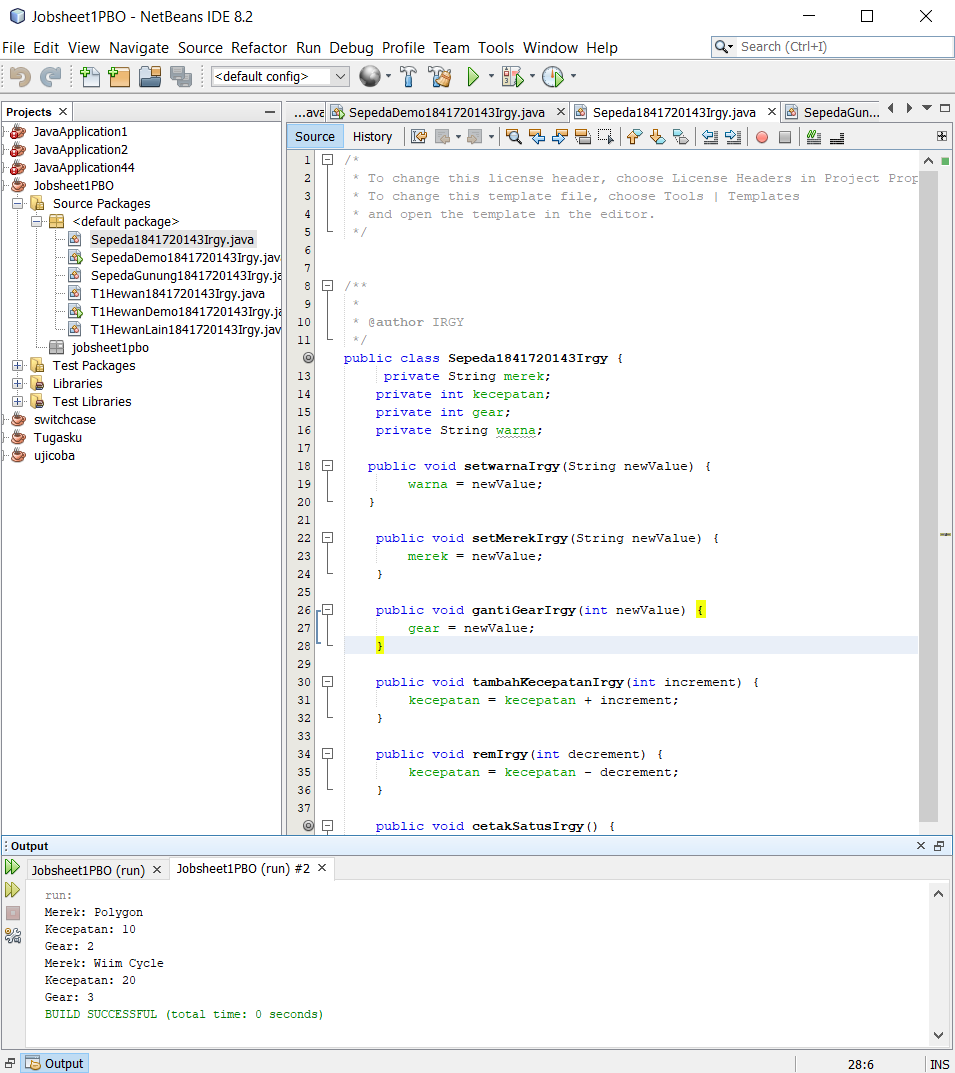 Jobsheet1PBO - NetBeans IDE 8.2
File Edit View Navigate Source Refactor Run Debug Profile Team Tools Window Help
Search (Ctrl+I)
<default config>
Projects
JavaApplication1
JavaApplication2
JavaApplication44
Jobsheet1PBO
Source Packages
<default package>
Sepeda1841720143Irgy.java
SepedaDemo1841720143Irgy.java
SepedaGunung1841720143Irgy.ja
T1Hewan1841720143Irgy.java
T1HewanDemo1841720143Irgy.java
T1HewanLain1841720143Irgy.jav
jobsheet1pbo
Test Packages
Libraries
Test Libraries
switchcase
Tugasku
ujicoba
...ava SepedaDemo1841720143Irgy.java Sepeda1841720143Irgy.java SepedaGun...
Source History
1 /*
2 * To change this license header, choose License Headers in Project Prop
3 * To change this template file, choose Tools | Templates
4 * and open the template in the editor.
5 */
6
7
8 /**
9 *
10 * @author IRGY
11 */
public class Sepeda1841720143Irgy {
13 private String merek;
14 private int kecepatan;
15 private int gear;
16 private String warna;
17
18 public void setwarnaIrgy(String newValue) {
19 warna = newValue;
20 }
21
22 public void setMerekIrgy(String newValue) {
23 merek = newValue;
24 }
25
26 public void gantiGearIrgy(int newValue) {
27 gear = newValue;
28 }
29
30 public void tambahKecepatanIrgy(int increment) {
31 kecepatan = kecepatan + increment;
32 }
33
34 public void remIrgy(int decrement) {
35 kecepatan = kecepatan - decrement;
36 }
37
public void cetakSatusIrgy() {
Output
Jobsheet1PBO (run) Jobsheet1PBO (run) #2
run:
Merek: Polygon
Kecepatan: 10
Gear: 2
Merek: Wiim Cycle
Kecepatan: 20
Gear: 3
BUILD SUCCESSFUL (total time: 0 seconds)
Output
28:6 INS